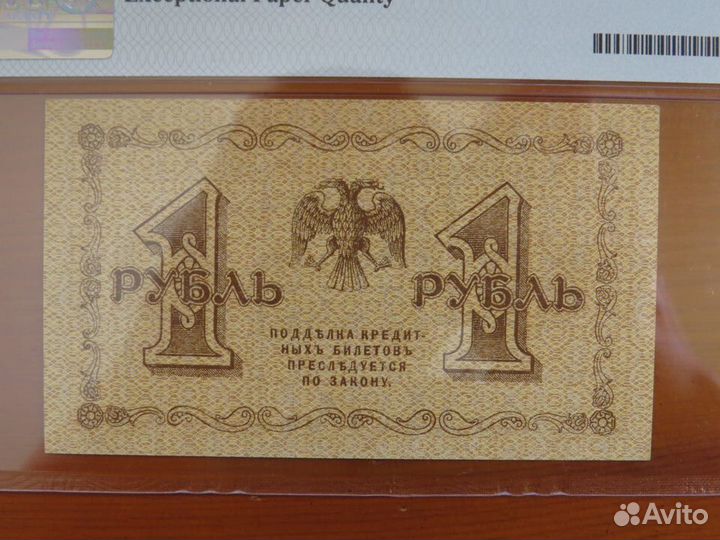 Exceptional Paper Quality
1 1
РУБЛЬ РУБЛЬ
ПОДДѢЛКА КРЕДИТ-
НЫХЪ БИЛЕТОВЪ
ПРЕСЛѢДУЕТСЯ
ПО ЗАКОНУ.
Avito